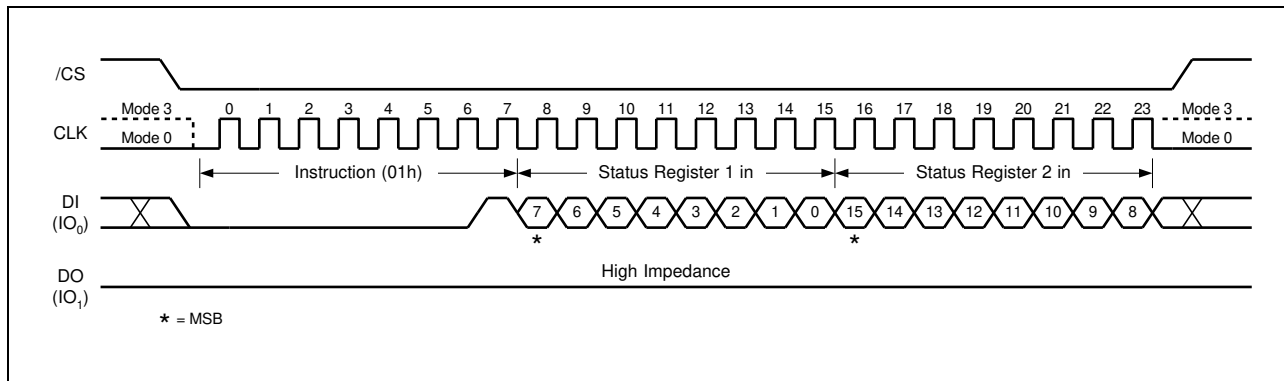 /CS
Mode 3 0 1 2 3 4 5 6 7 8 9 10 11 12 13 14 15 16 17 18 19 20 21 22 23 Mode 3
CLK Mode 0 Mode 0
Instruction (01h) Status Register 1 in Status Register 2 in
DI
(IO0) 7 6 5 4 3 2 1 0 15 14 13 12 11 10 9 8
* *
High Impedance
DO
(IO1)
* = MSB